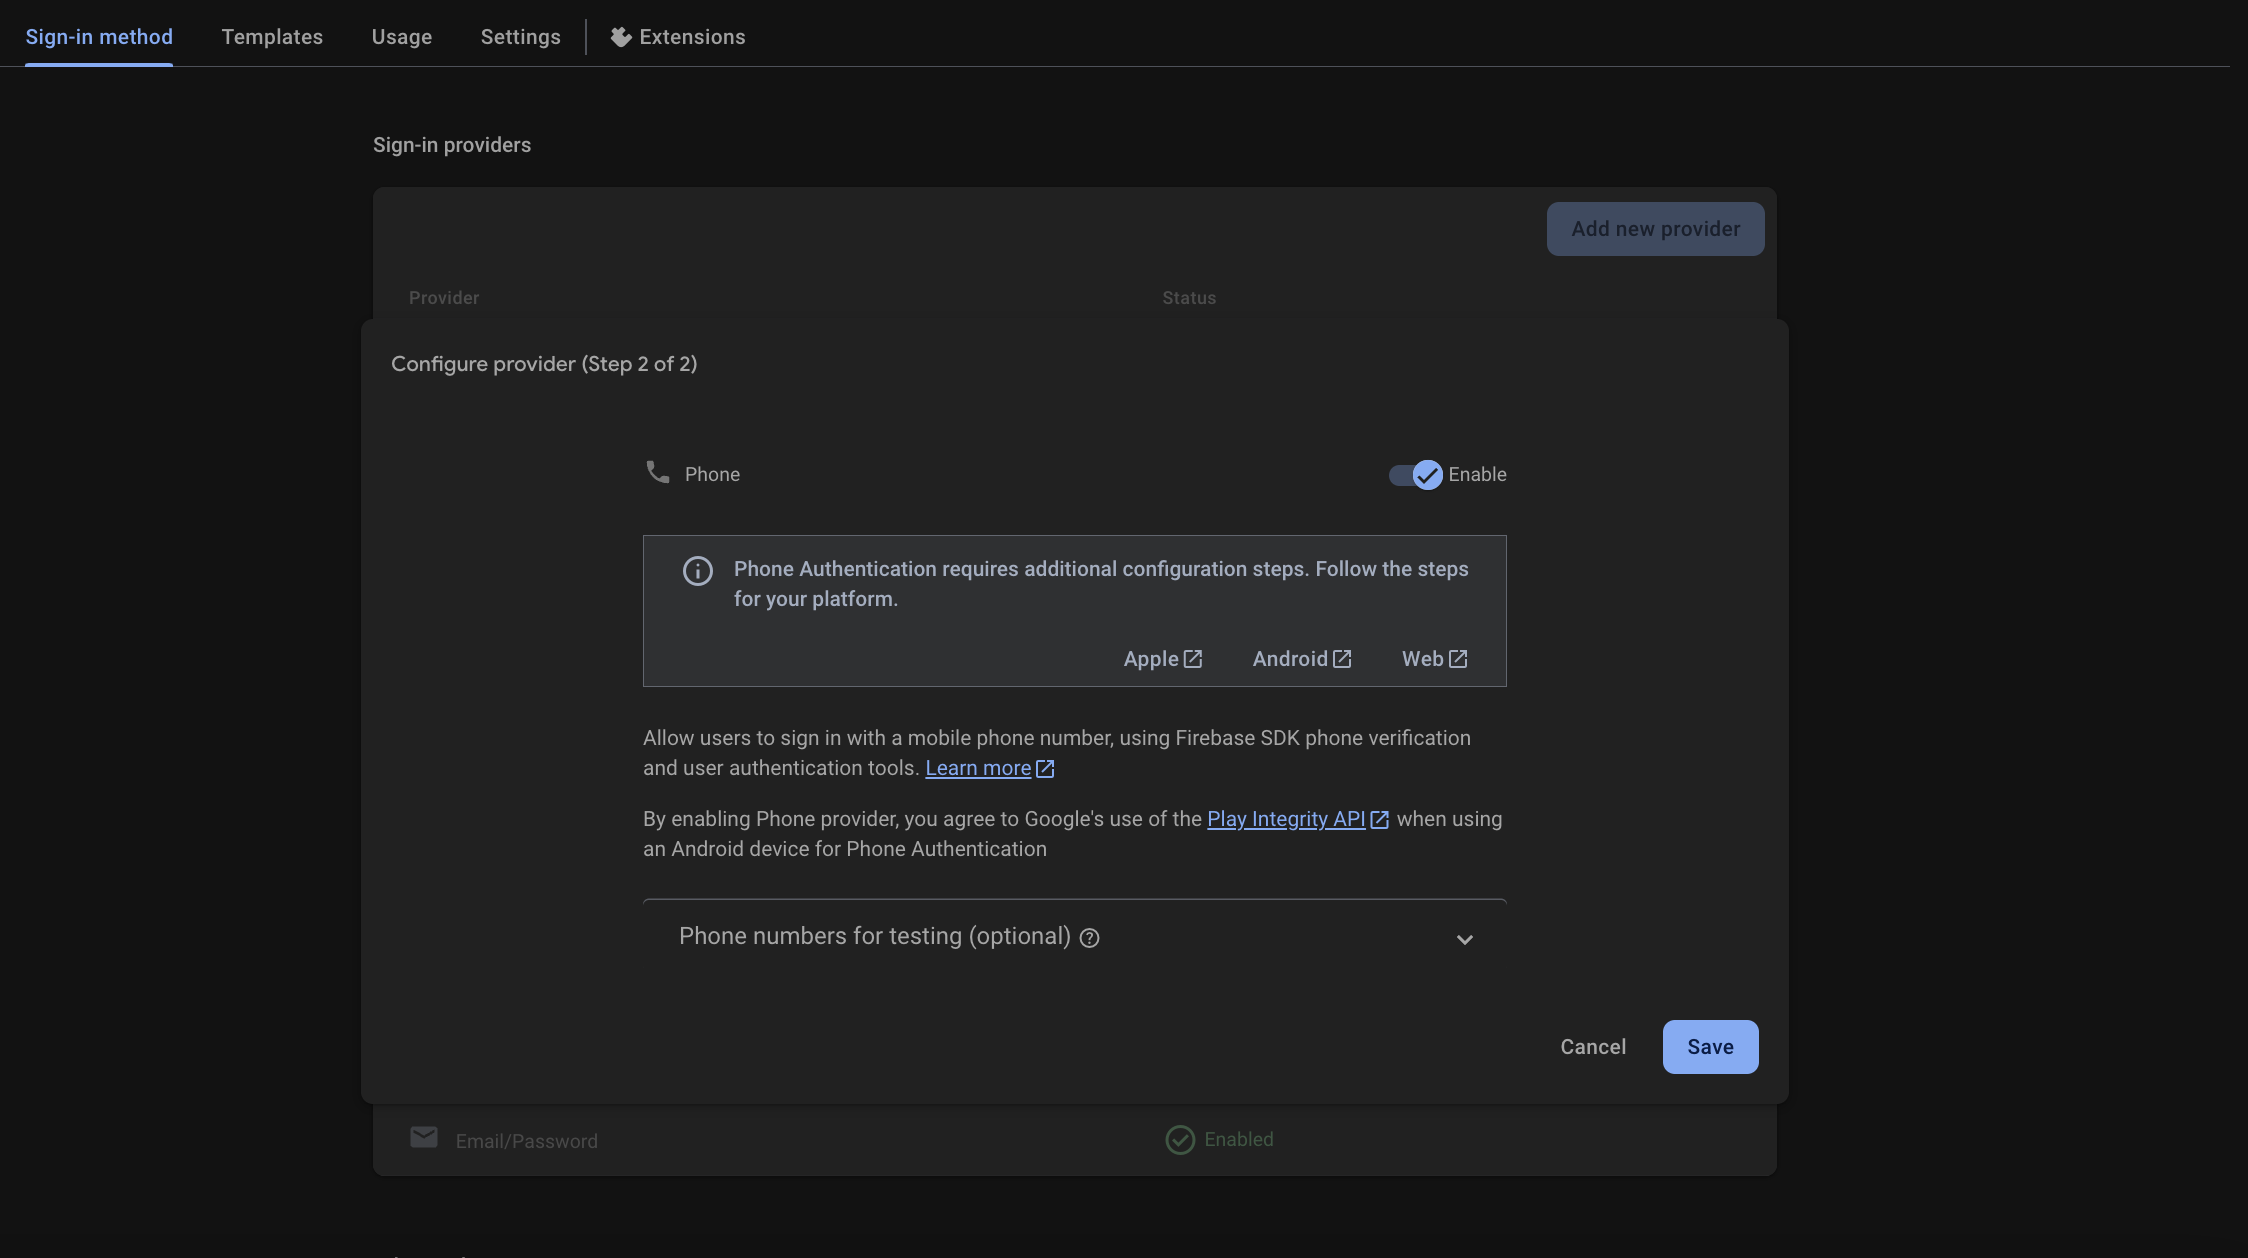 Sign-in method
Templates
Usage
Settings
Extensions
Sign-in providers
Add new provider
Provider
Status
Configure provider (Step 2 of 2)
Phone
Enable
Phone Authentication requires additional configuration steps. Follow the steps
for your platform.
Apple
Android
Web
Allow users to sign in with a mobile phone number, using Firebase SDK phone verification
and user authentication tools. Learn more
By enabling Phone provider, you agree to Google's use of the Play Integrity API when using
an Android device for Phone Authentication
Phone numbers for testing (optional)
Cancel
Save
Email/Password
Enabled